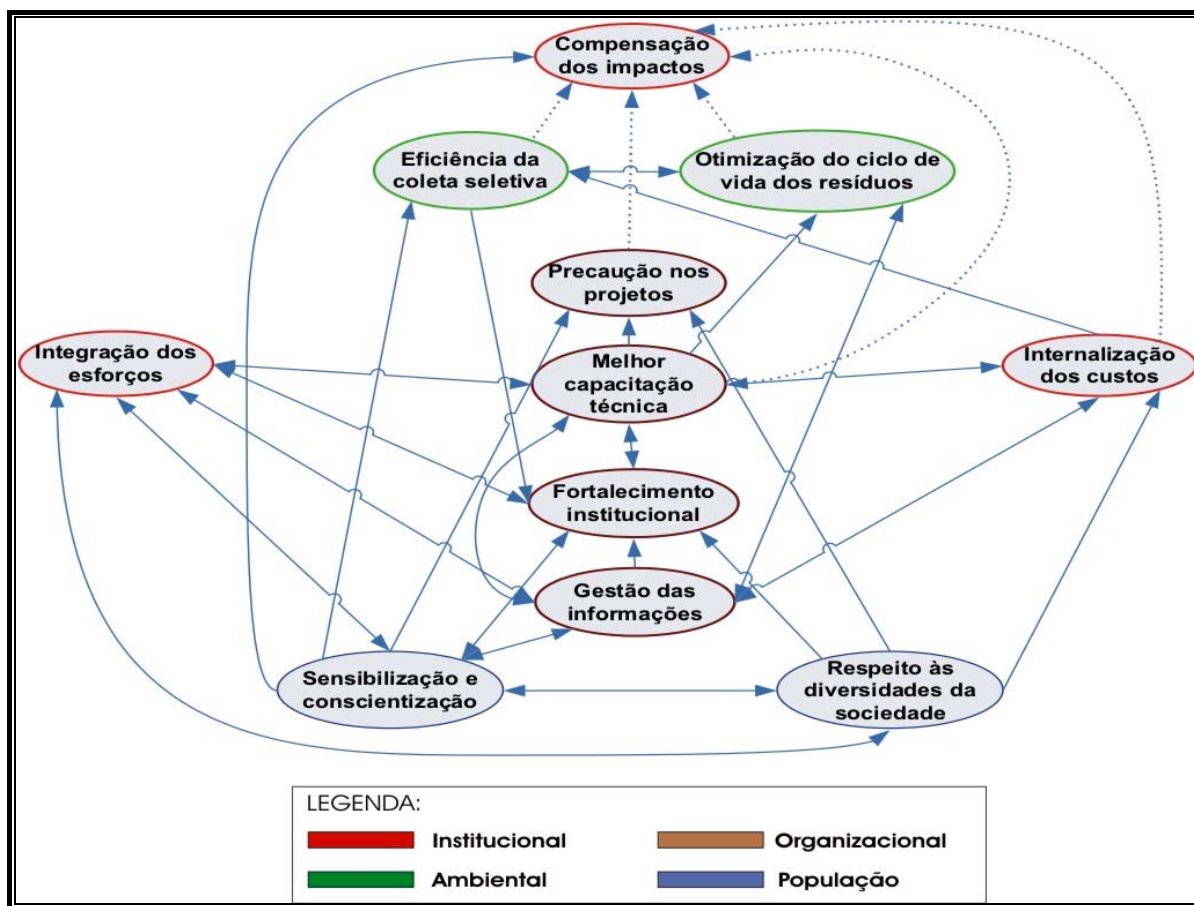 Compensação
dos impactos
Eficiência da
coleta seletiva
Otimização do ciclo de
vida dos resíduos
Precaução nos
projetos
Integração dos
esforços
Melhor
capacitação
técnica
Internalização
dos custos
Fortalecimento
institucional
Gestão das
informações
Sensibilização e
conscientização
Respeito às
diversidades da
sociedade
LEGENDA:
Institucional
Organizacional
Ambiental
População